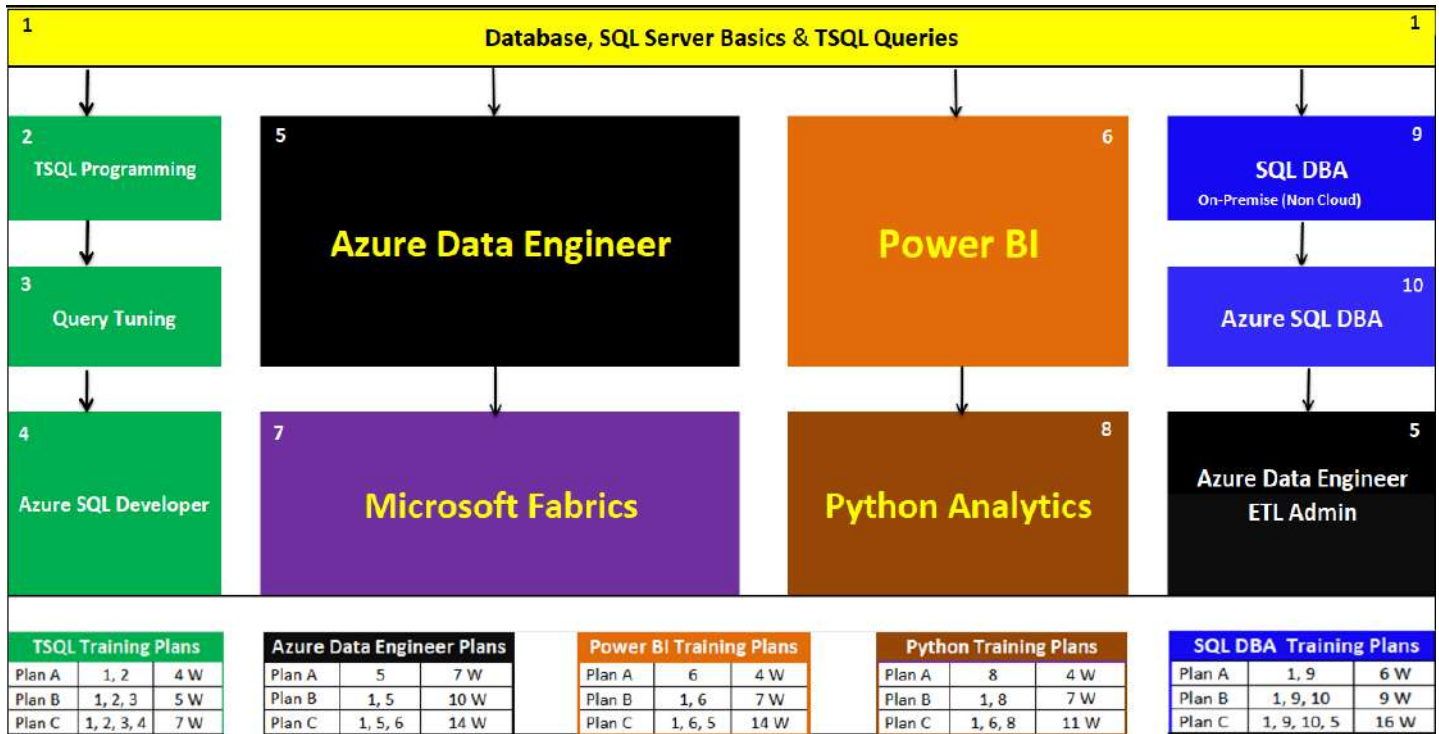 1 Database, SQL Server Basics & TSQL Queries 1
2
TSQL Programming
3
Query Tuning
4
Azure SQL Developer
5
Azure Data Engineer
7
Microsoft Fabrics
6
Power BI
8
Python Analytics
9
SQL DBA
On-Premise (Non Cloud)
10
Azure SQL DBA
5
Azure Data Engineer
ETL Admin
TSQL Training Plans
Plan A 1, 2 4 W
Plan B 1, 2, 3 5 W
Plan C 1, 2, 3, 4 7 W
Azure Data Engineer Plans
Plan A 5 7 W
Plan B 1, 5 10 W
Plan C 1, 5, 6 14 W
Power BI Training Plans
Plan A 6 4 W
Plan B 1, 6 7 W
Plan C 1, 6, 5 14 W
Python Training Plans
Plan A 8 4 W
Plan B 1, 8 7 W
Plan C 1, 6, 8 11 W
SQL DBA Training Plans
Plan A 1, 9 6 W
Plan B 1, 9, 10 9 W
Plan C 1, 9, 10, 5 16 W